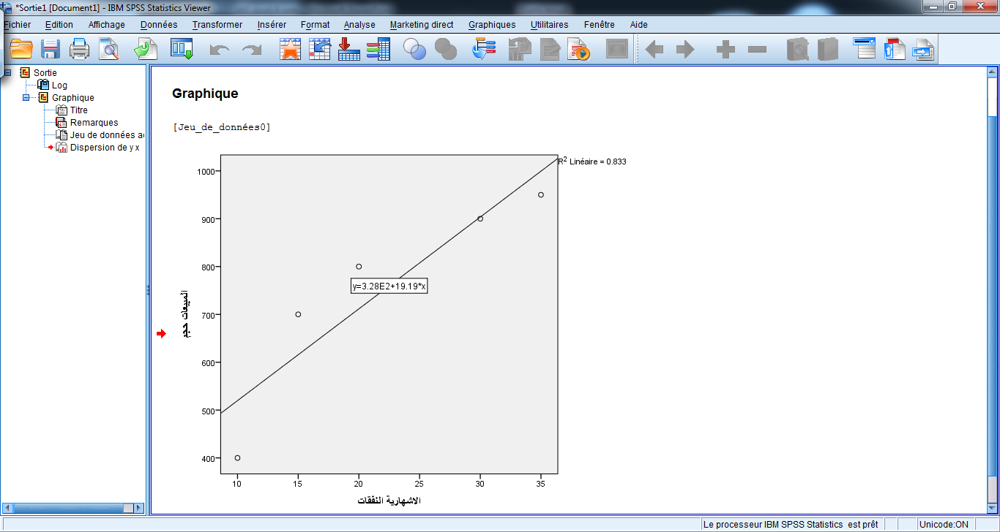 *Sortie1 [Document1] - IBM SPSS Statistics Viewer
Fichier Edition Affichage Données Transformer Insérer Format Analyse Marketing direct Graphiques Utilitaires Fenêtre Aide
Sortie
Log
Graphique
Titre
Remarques
Jeu de données a
Dispersion de y x
Graphique
[Jeu_de_données0]
R² Linéaire = 0.833
1000
900
800
y=3.28E2+19.19*x
700
600
500
400
المبيعات حجم
10 15 20 25 30 35
الاشهارية النفقات
Le processeur IBM SPSS Statistics est prêt
Unicode:ON